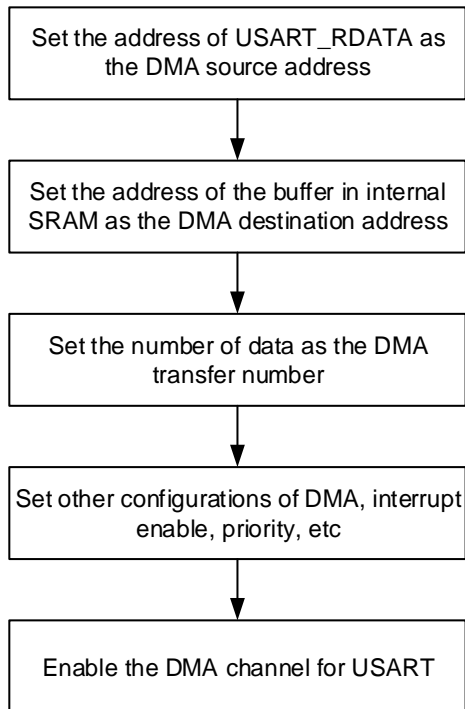 Set the address of USART_RDATA as
the DMA source address
Set the address of the buffer in internal
SRAM as the DMA destination address
Set the number of data as the DMA
transfer number
Set other configurations of DMA, interrupt
enable, priority, etc
Enable the DMA channel for USART